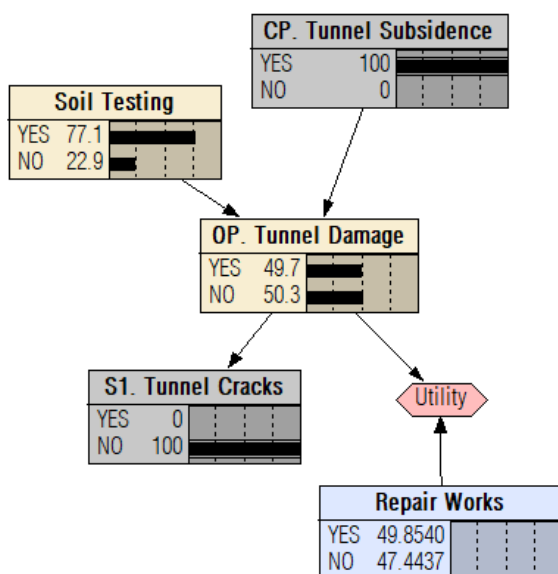 CP. Tunnel Subsidence
YES 100
NO 0
Soil Testing
YES 77.1
NO 22.9
OP. Tunnel Damage
YES 49.7
NO 50.3
S1. Tunnel Cracks
YES 0
NO 100
Utility
Repair Works
YES 49.8540
NO 47.4437